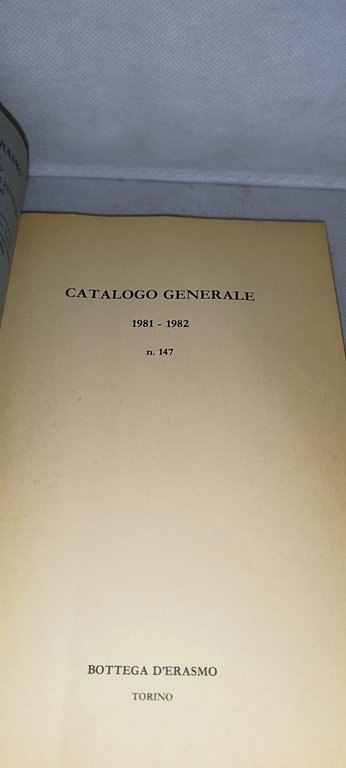 CATALOGO GENERALE
1981 - 1982
n. 147
BOTTEGA D'ERASMO
TORINO